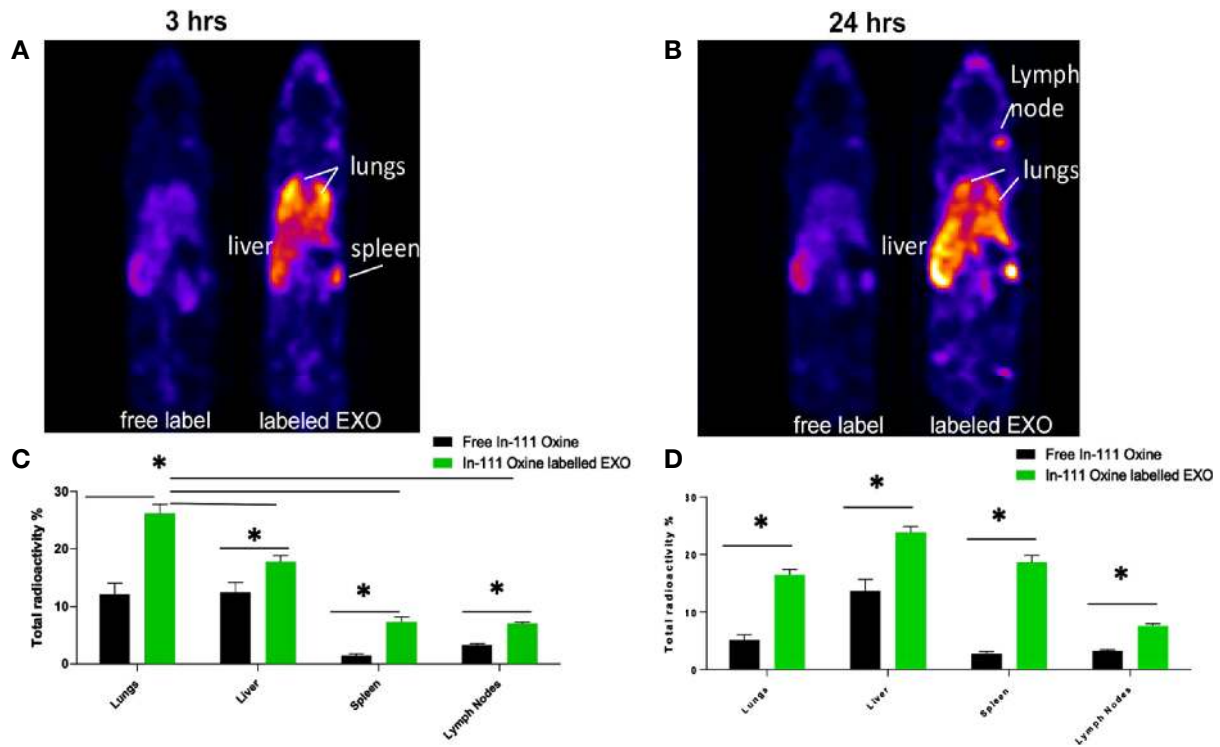 3 hrs
24 hrs
A
B
Lymph
node
lungs
lungs
liver
spleen
liver
free label
labeled EXO
free label
labeled EXO
C
Free In-111 Oxine
In-111 Oxine labelled EXO
*
30
20
10
0
Total radioactivity %
*
*
*
Lungs
Liver
Spleen
Lymph Nodes
D
Free In-111 Oxine
In-111 Oxine labelled EXO
30
20
10
0
Total radioactivity %
*
*
*
*
Lungs
Liver
Spleen
Lymph Nodes